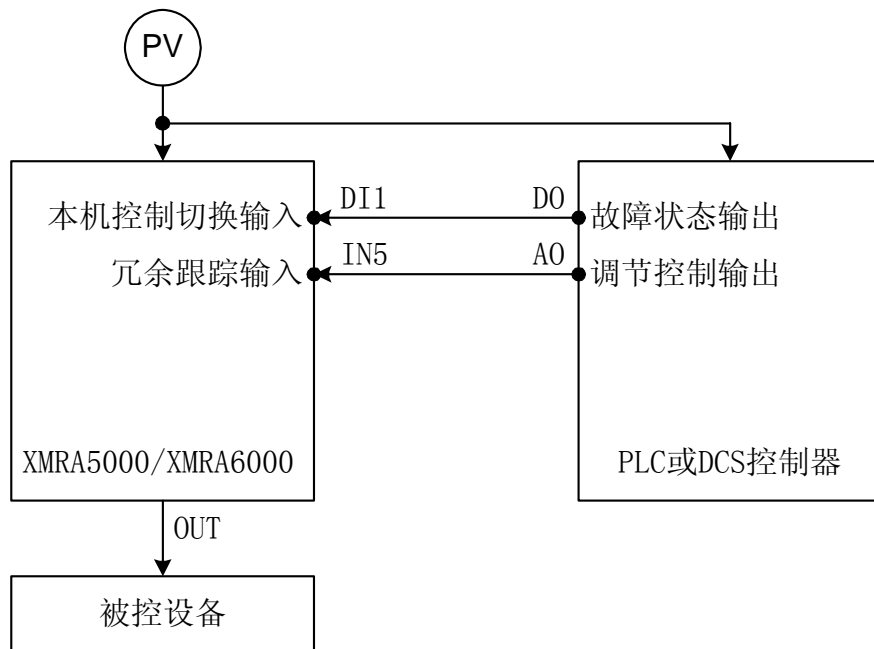 PV
本机控制切换输入 DI1 DO 故障状态输出
冗余跟踪输入 IN5 AO 调节控制输出
XMRA5000/XMRA6000 PLC或DCS控制器
OUT
被控设备